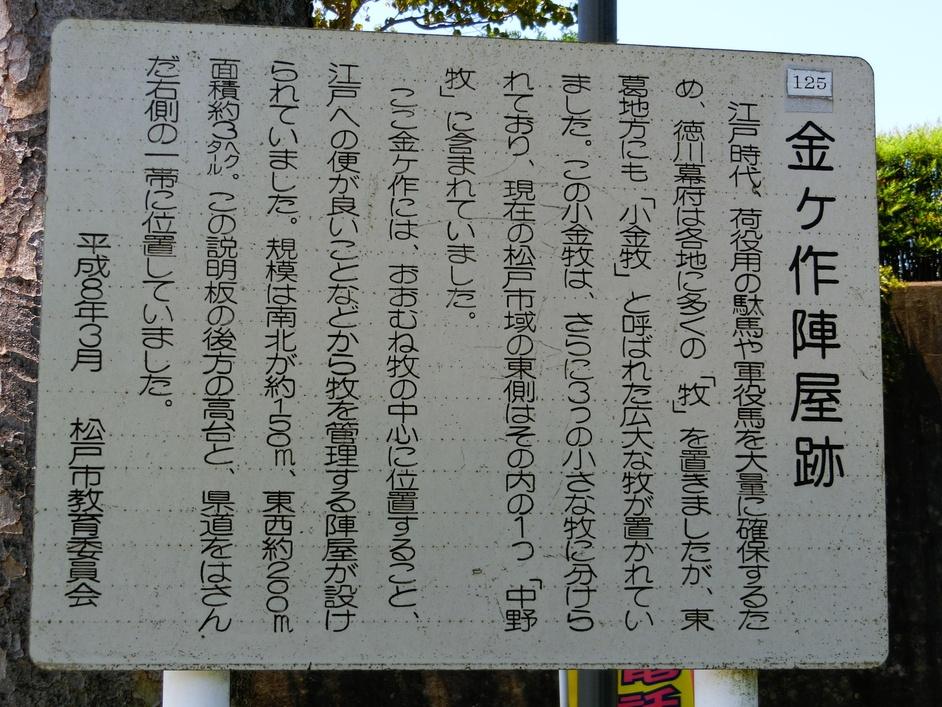 125
金ケ作陣屋跡
江戸時代、荷役用の駄馬や軍役馬を大量に確保するた
め、徳川幕府は各地に多くの「牧」を置きましたが、東
葛地方にも「小金牧」と呼ばれた広大な牧が置かれてい
ました。この小金牧は、さらに3つの小さな牧に分けら
れており、現在の松戸市域の東側はその内の1つ「中野
牧」に含まれていました。
ここ金ケ作には、おおむね牧の中心に位置すること、
江戸への便が良いことなどから牧を管理する陣屋が設け
られていました。規模は南北が約150m、東西約200m
面積約3ヘクタール。この説明板の後方の高台と、県道をはさん
だ右側の一帯に位置していました。
平成8年3月 松戸市教育委員会
電話